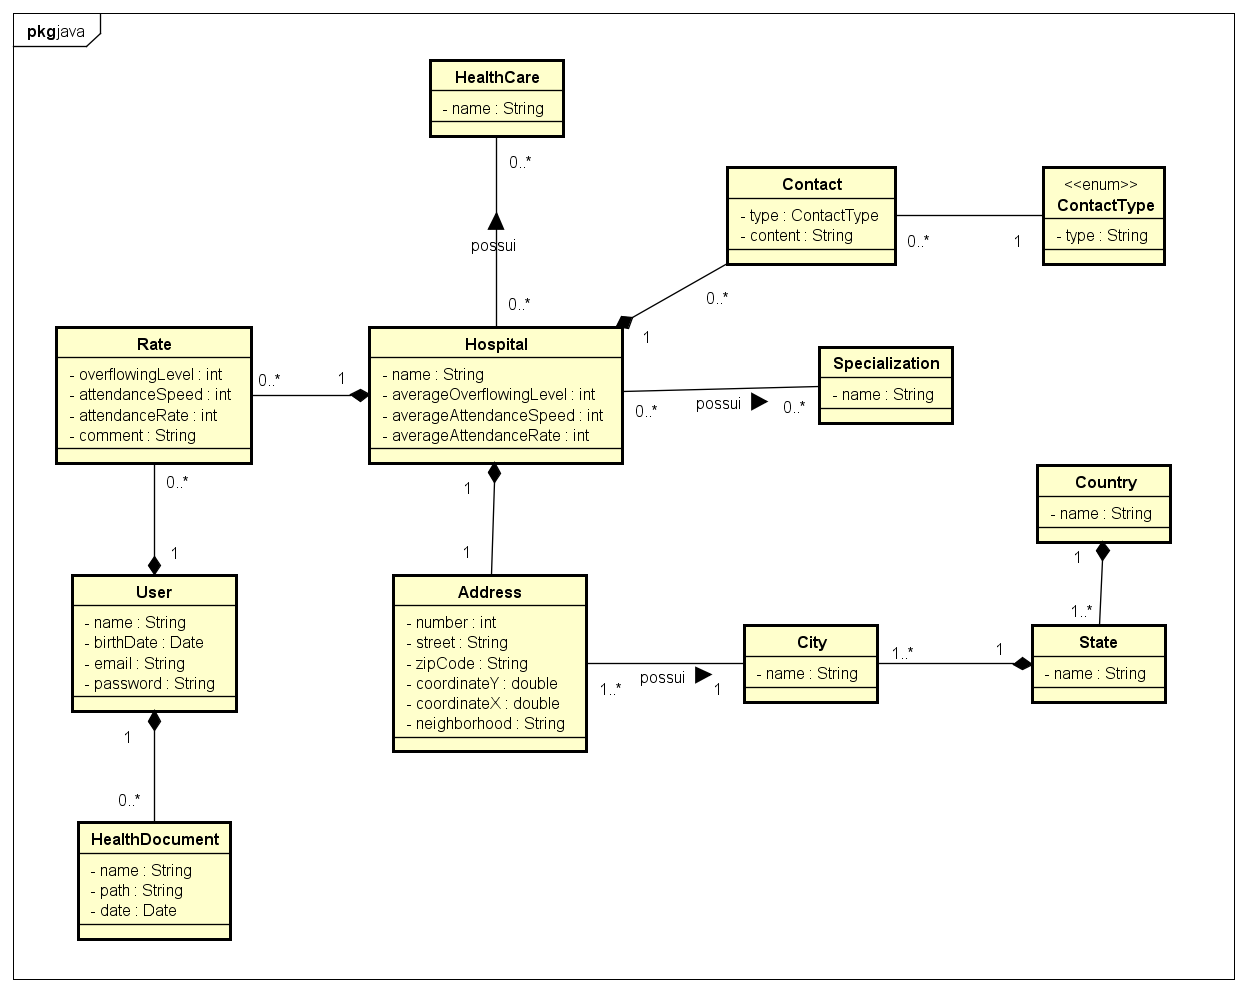 pkg java
HealthCare
- name : String
0..*
possui
0..*
Contact
- type : ContactType
- content : String
0..*
1
<<enum>>
ContactType
- type : String
0..*
1
Rate
- overflowingLevel : int
- attendanceSpeed : int
- attendanceRate : int
- comment : String
0..*
1
Hospital
- name : String
- averageOverflowingLevel : int
- averageAttendanceSpeed : int
- averageAttendanceRate : int
0..*
possui
0..*
Specialization
- name : String
0..*
1
1
1
Country
- name : String
1
1..*
User
- name : String
- birthDate : Date
- email : String
- password : String
Address
- number : int
- street : String
- zipCode : String
- coordinateY : double
- coordinateX : double
- neighborhood : String
1..*
possui
1
City
- name : String
1..*
1
State
- name : String
1
0..*
HealthDocument
- name : String
- path : String
- date : Date